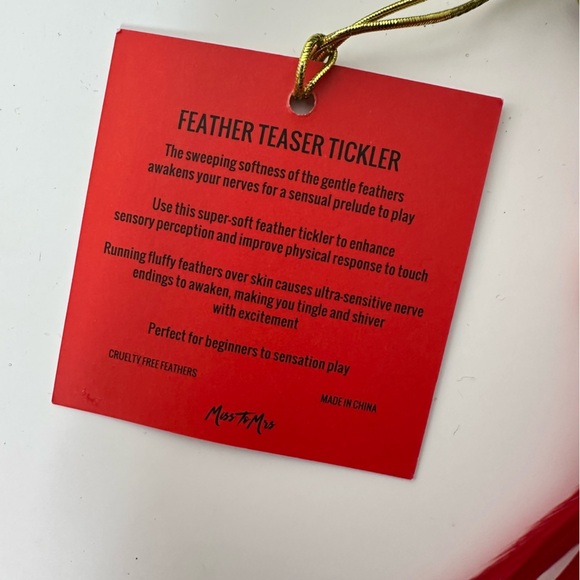 FEATHER TEASER TICKLER
The sweeping softness of the gentle feathers
awakens your nerves for a sensual prelude to play
Use this super-soft feather tickler to enhance
sensory perception and improve physical response to touch
Running fluffy feathers over skin causes ultra-sensitive nerve
endings to awaken, making you tingle and shiver
with excitement
Perfect for beginners to sensation play
CRUELTY FREE FEATHERS
MADE IN CHINA
Miss To Mrs